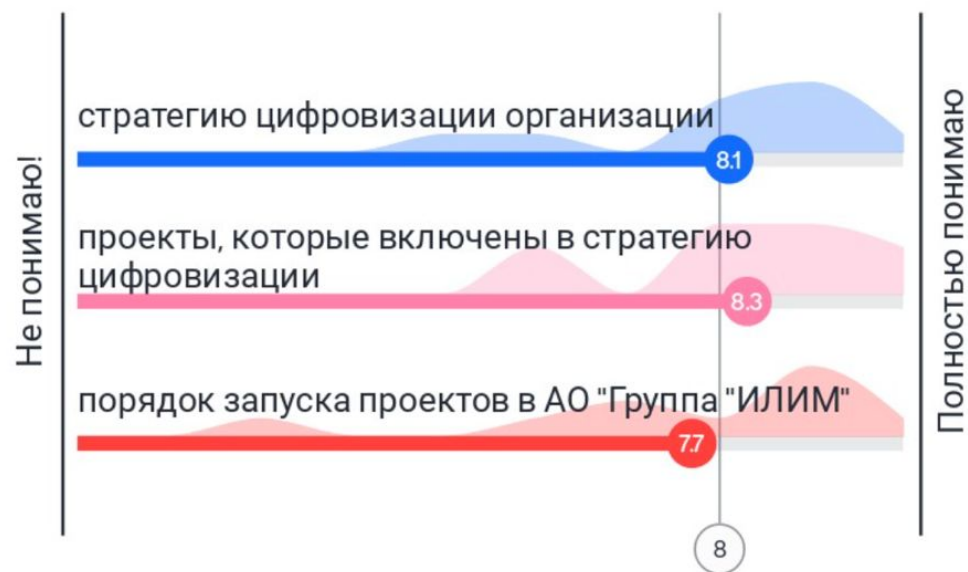 Не понимаю!
стратегию цифровизации организации
8.1
проекты, которые включены в стратегию
цифровизации
8.3
порядок запуска проектов в АО "Группа "ИЛИМ"
7.7
8
Полностью понимаю